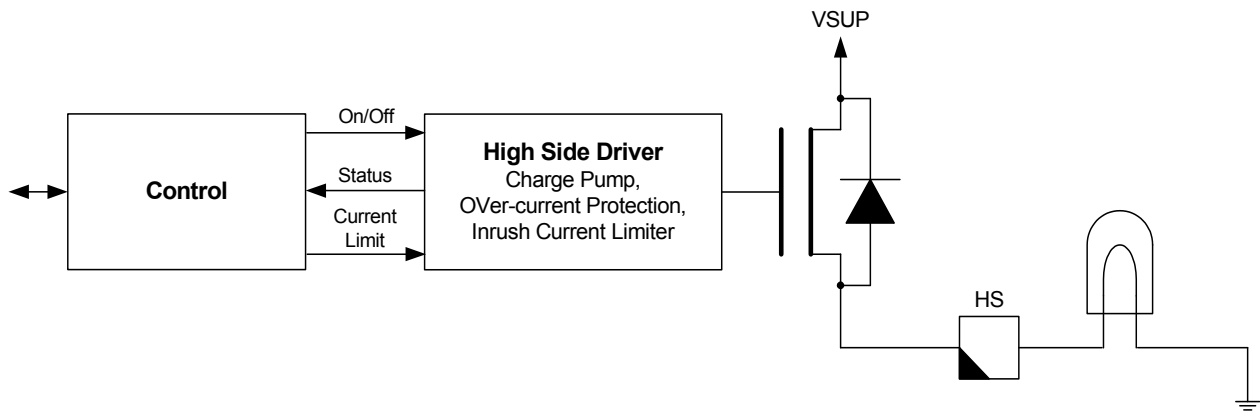 VSUP
On/Off
Control
Status
Current
Limit
High Side Driver
Charge Pump,
OVer-current Protection,
Inrush Current Limiter
HS